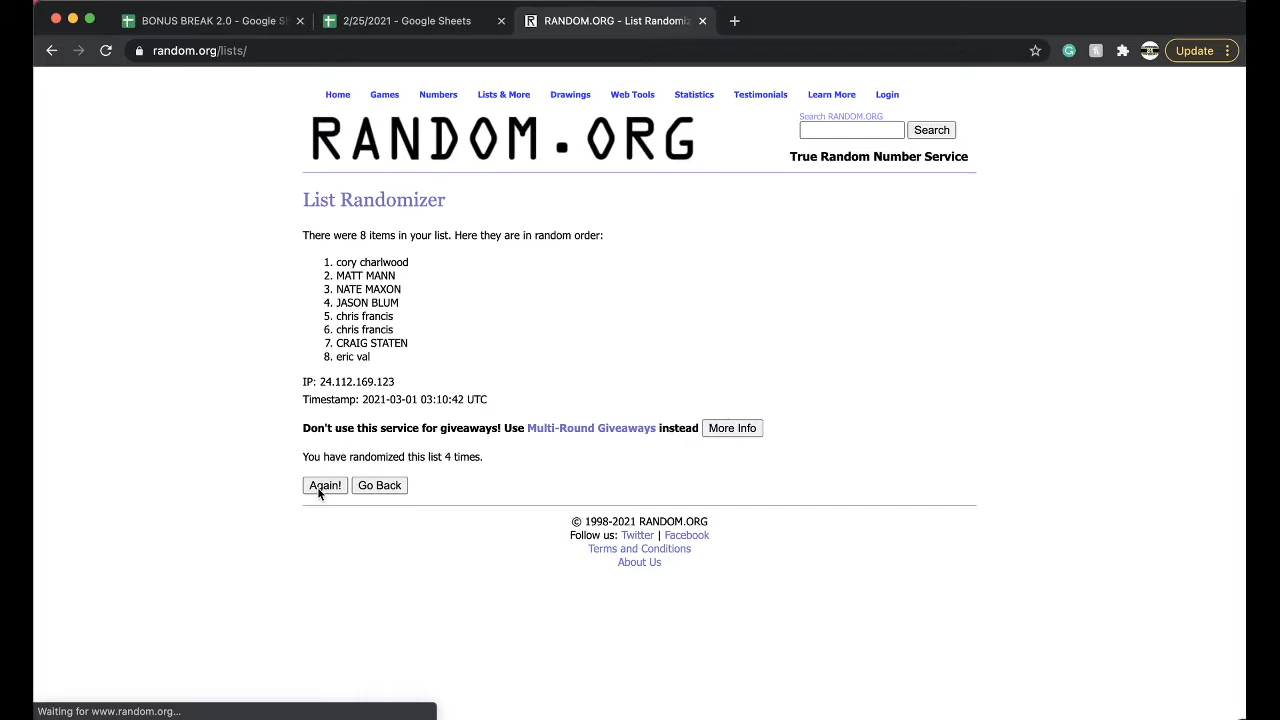 BONUS BREAK 2.0 - Google S
2/25/2021 - Google Sheets
RANDOM.ORG - List Randomiz
random.org/lists/
Update
Home Games Numbers Lists & More Drawings Web Tools Statistics Testimonials Learn More Login
RANDOM.ORG
Search RANDOM.ORG
Search
True Random Number Service
List Randomizer
There were 8 items in your list. Here they are in random order:
1. cory charlwood
2. MATT MANN
3. NATE MAXON
4. JASON BLUM
5. chris francis
6. chris francis
7. CRAIG STATEN
8. eric val
IP: 24.112.169.123
Timestamp: 2021-03-01 03:10:42 UTC
Don't use this service for giveaways! Use Multi-Round Giveaways instead More Info
You have randomized this list 4 times.
Again! Go Back
© 1998-2021 RANDOM.ORG
Follow us: Twitter | Facebook
Terms and Conditions
About Us
Waiting for www.random.org...